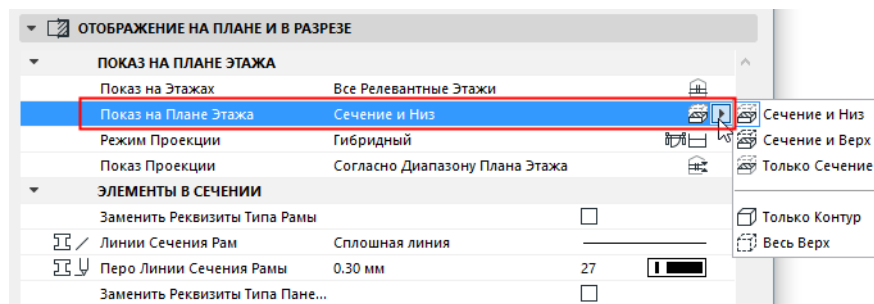 ОТОБРАЖЕНИЕ НА ПЛАНЕ И В РАЗРЕЗЕ
ПОКАЗ НА ПЛАНЕ ЭТАЖА
Показ на Этажах Все Релевантные Этажи
Показ на Плане Этажа Сечение и Низ
Режим Проекции Гибридный
Показ Проекции Согласно Диапазону Плана Этажа
ЭЛЕМЕНТЫ В СЕЧЕНИИ
Заменить Реквизиты Типа Рамы
Линии Сечения Рам Сплошная линия
Перо Линии Сечения Рамы 0.30 мм 27
Заменить Реквизиты Типа Пане...
Сечение и Низ
Сечение и Верх
Только Сечение
Только Контур
Весь Верх